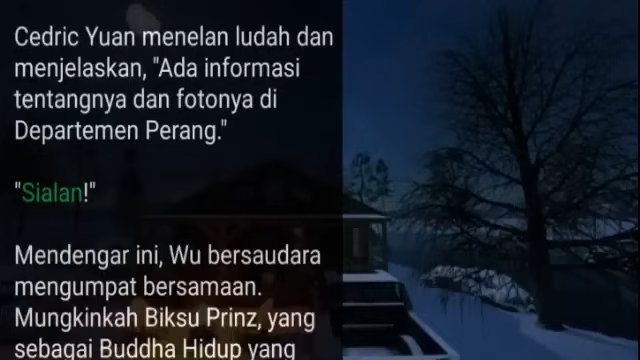 Cedric Yuan menelan ludah dan
menjelaskan, "Ada informasi
tentangnya dan fotonya di
Departemen Perang."
"Sialan!"
Mendengar ini, Wu bersaudara
mengumpat bersamaan.
Mungkinkah Biksu Prinz, yang
sebagai Buddha Hidup yang